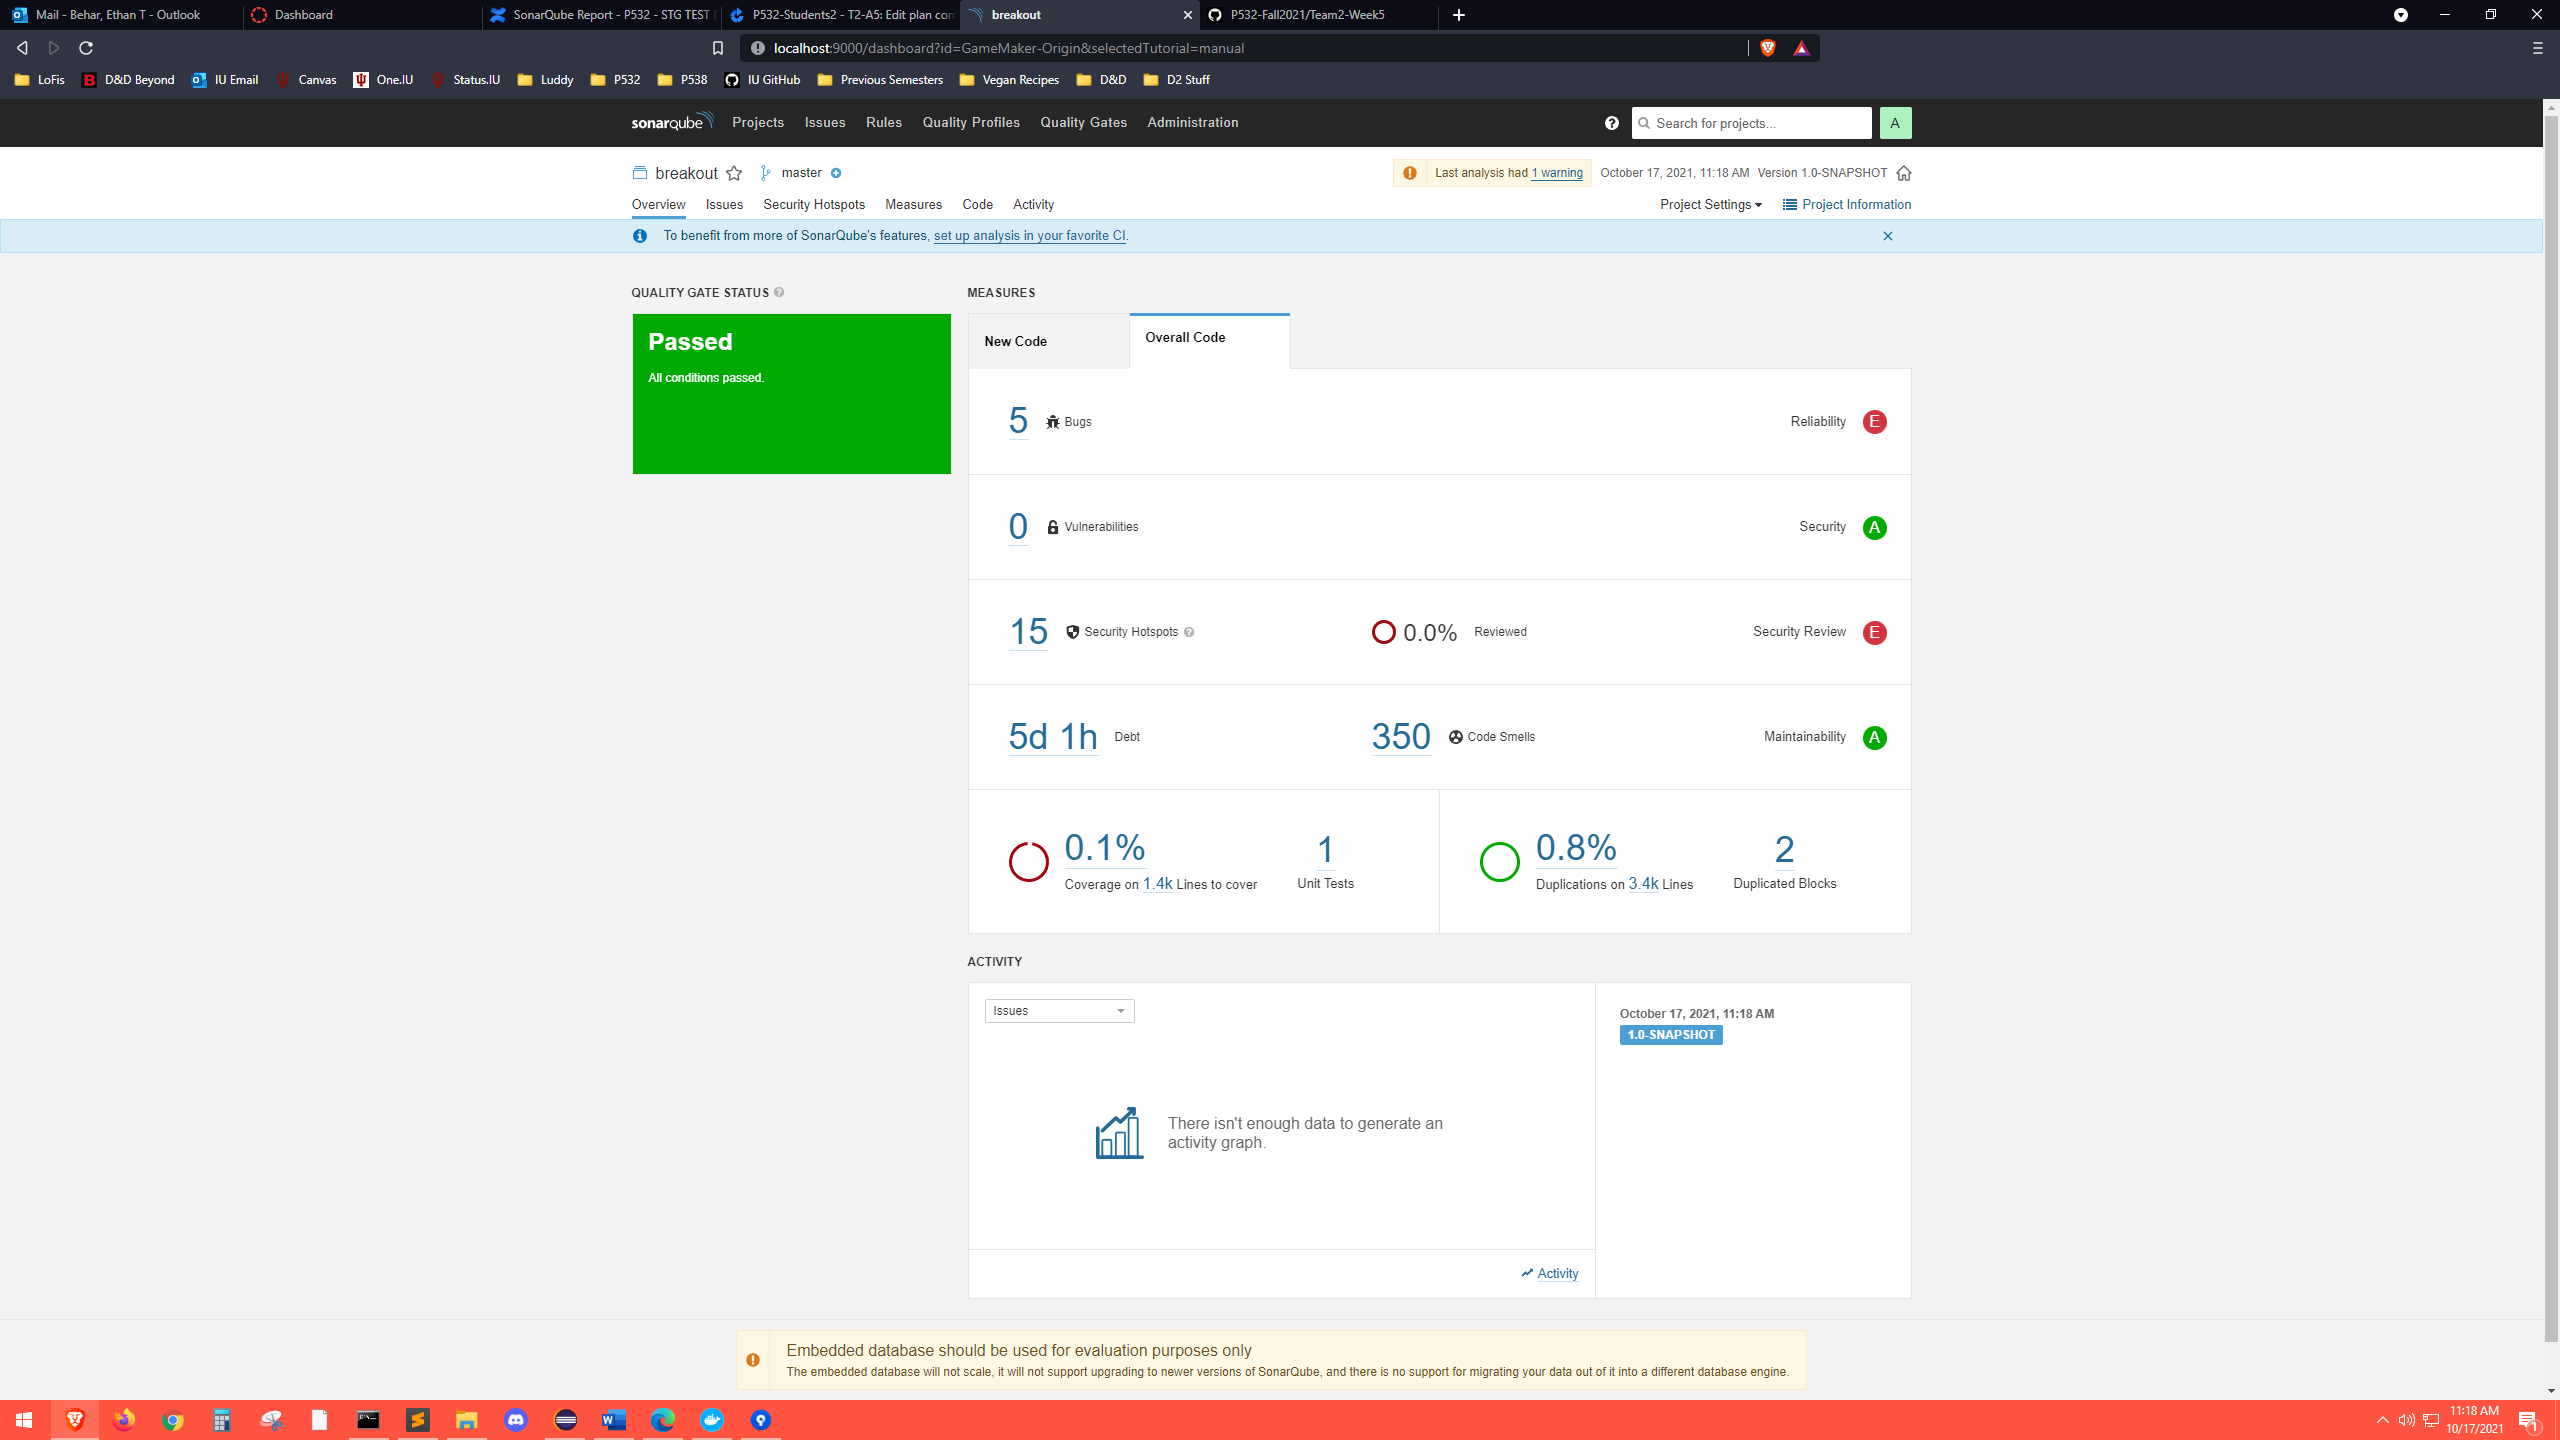 Mail - Behar, Ethan T - Outlook
Dashboard
SonarQube Report - P532 - STG TEST
P532-Students2 - T2-A5: Edit plan con
breakout
P532-Fall2021/Team2-Week5
localhost:9000/dashboard?id=GameMaker-Origin&selectedTutorial=manual
LoFis
D&D Beyond
IU Email
Canvas
One.IU
Status.IU
Luddy
P532
P538
IU GitHub
Previous Semesters
Vegan Recipes
D&D
D2 Stuff
sonarqube
Projects
Issues
Rules
Quality Profiles
Quality Gates
Administration
Search for projects...
A
breakout
master
Last analysis had 1 warning
October 17, 2021, 11:18 AM
Version 1.0-SNAPSHOT
Overview
Issues
Security Hotspots
Measures
Code
Activity
Project Settings
Project Information
To benefit from more of SonarQube's features, set up analysis in your favorite CI.
QUALITY GATE STATUS
Passed
All conditions passed.
MEASURES
New Code
Overall Code
5 Bugs
Reliability E
0 Vulnerabilities
Security A
15 Security Hotspots
0.0% Reviewed
Security Review E
5d 1h Debt
350 Code Smells
Maintainability A
0.1%
Coverage on 1.4k Lines to cover
1
Unit Tests
0.8%
Duplications on 3.4k Lines
2
Duplicated Blocks
ACTIVITY
Issues
There isn't enough data to generate an
activity graph.
Activity
October 17, 2021, 11:18 AM
1.0-SNAPSHOT
Embedded database should be used for evaluation purposes only
The embedded database will not scale, it will not support upgrading to newer versions of SonarQube, and there is no support for migrating your data out of it into a different database engine.
11:18 AM
10/17/2021
1